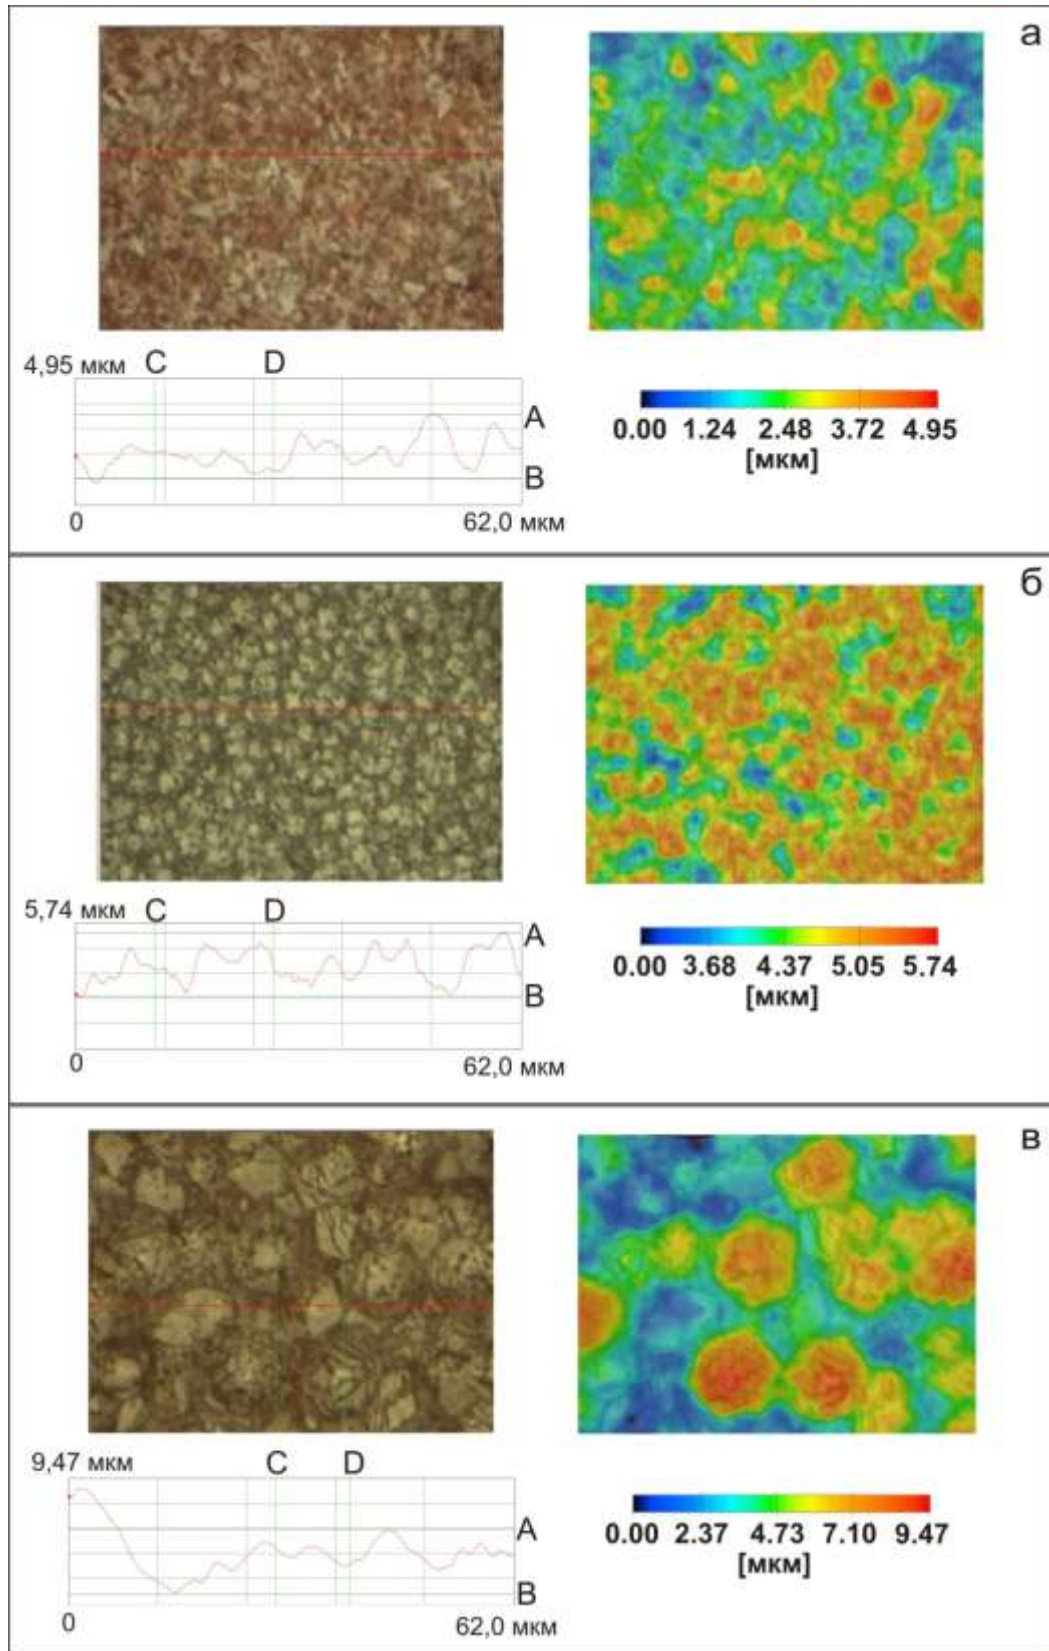 а
4,95 мкм C D
A
B
0 62,0 мкм
0.00 1.24 2.48 3.72 4.95
[мкм]
б
5,74 мкм C D
A
B
0 62,0 мкм
0.00 3.68 4.37 5.05 5.74
[мкм]
в
9,47 мкм C D
A
B
0 62,0 мкм
0.00 2.37 4.73 7.10 9.47
[мкм]